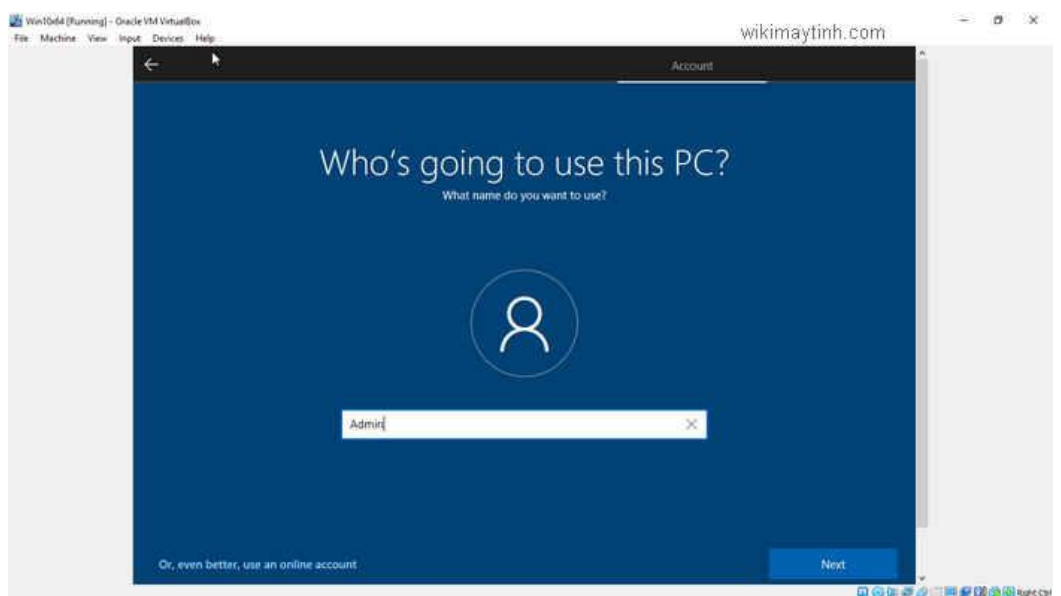 Win10x64 [Running] - Oracle VM VirtualBox
File Machine View Input Devices Help
wikimaytinh.com
Account
Who's going to use this PC?
What name do you want to use?
Admin
Or, even better, use an online account
Next
Right Ctrl